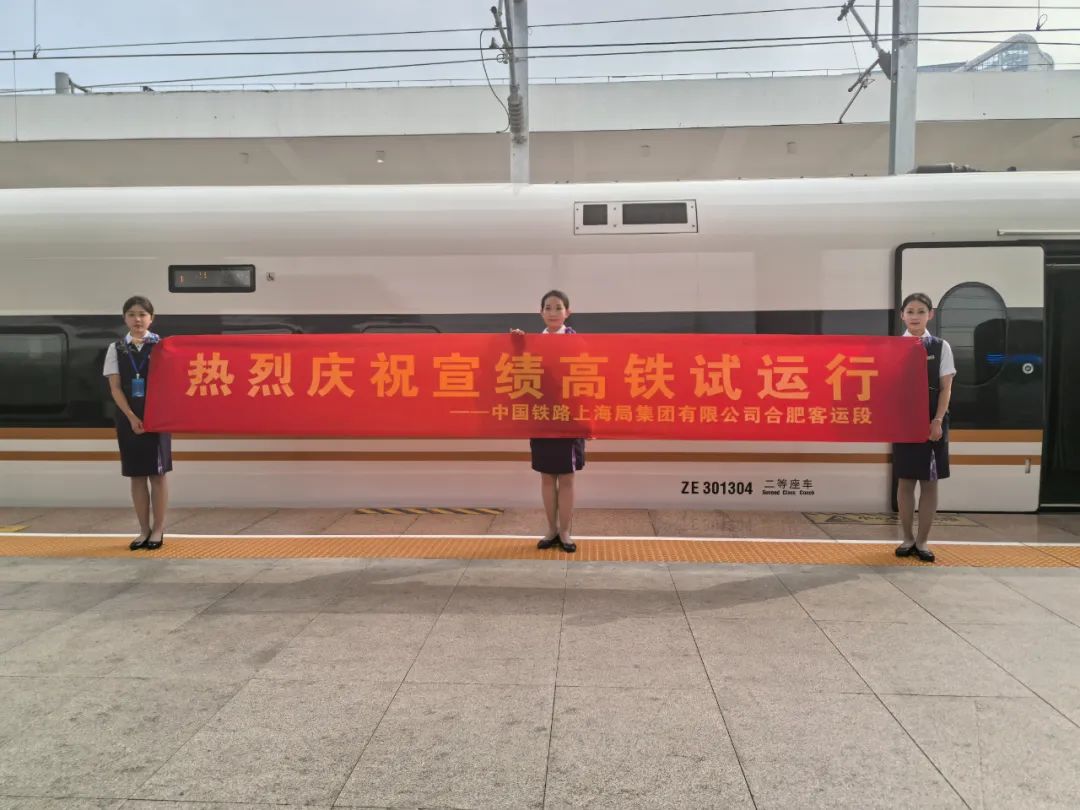 热烈庆祝宣绩高铁试运行
——中国铁路上海局集团有限公司合肥客运段
ZE 301304 二等座车
Second Class Coach